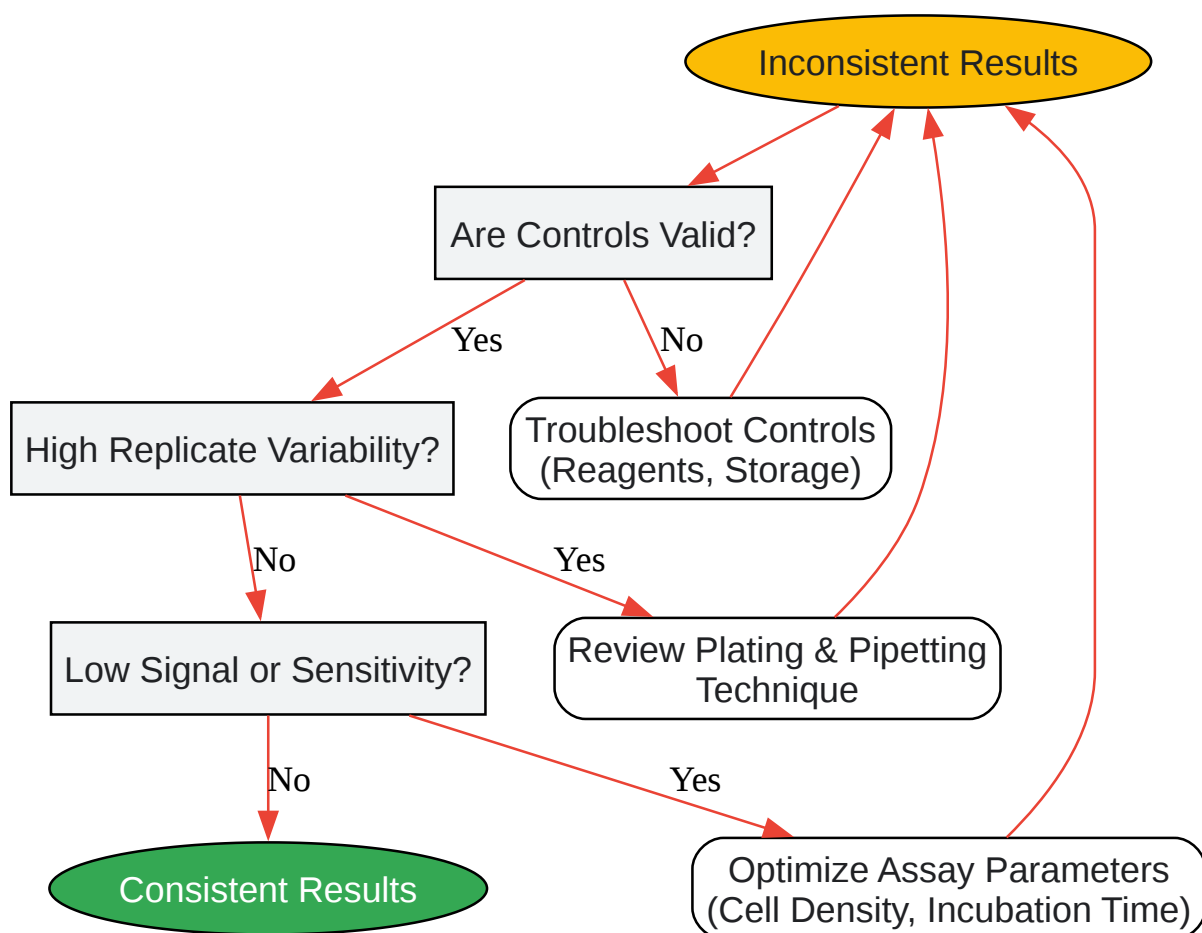 Inconsistent Results
Are Controls Valid?
Yes
No
High Replicate Variability?
Troubleshoot Controls
(Reagents, Storage)
No
Yes
Low Signal or Sensitivity?
Review Plating & Pipetting
Technique
No
Yes
Consistent Results
Optimize Assay Parameters
(Cell Density, Incubation Time)